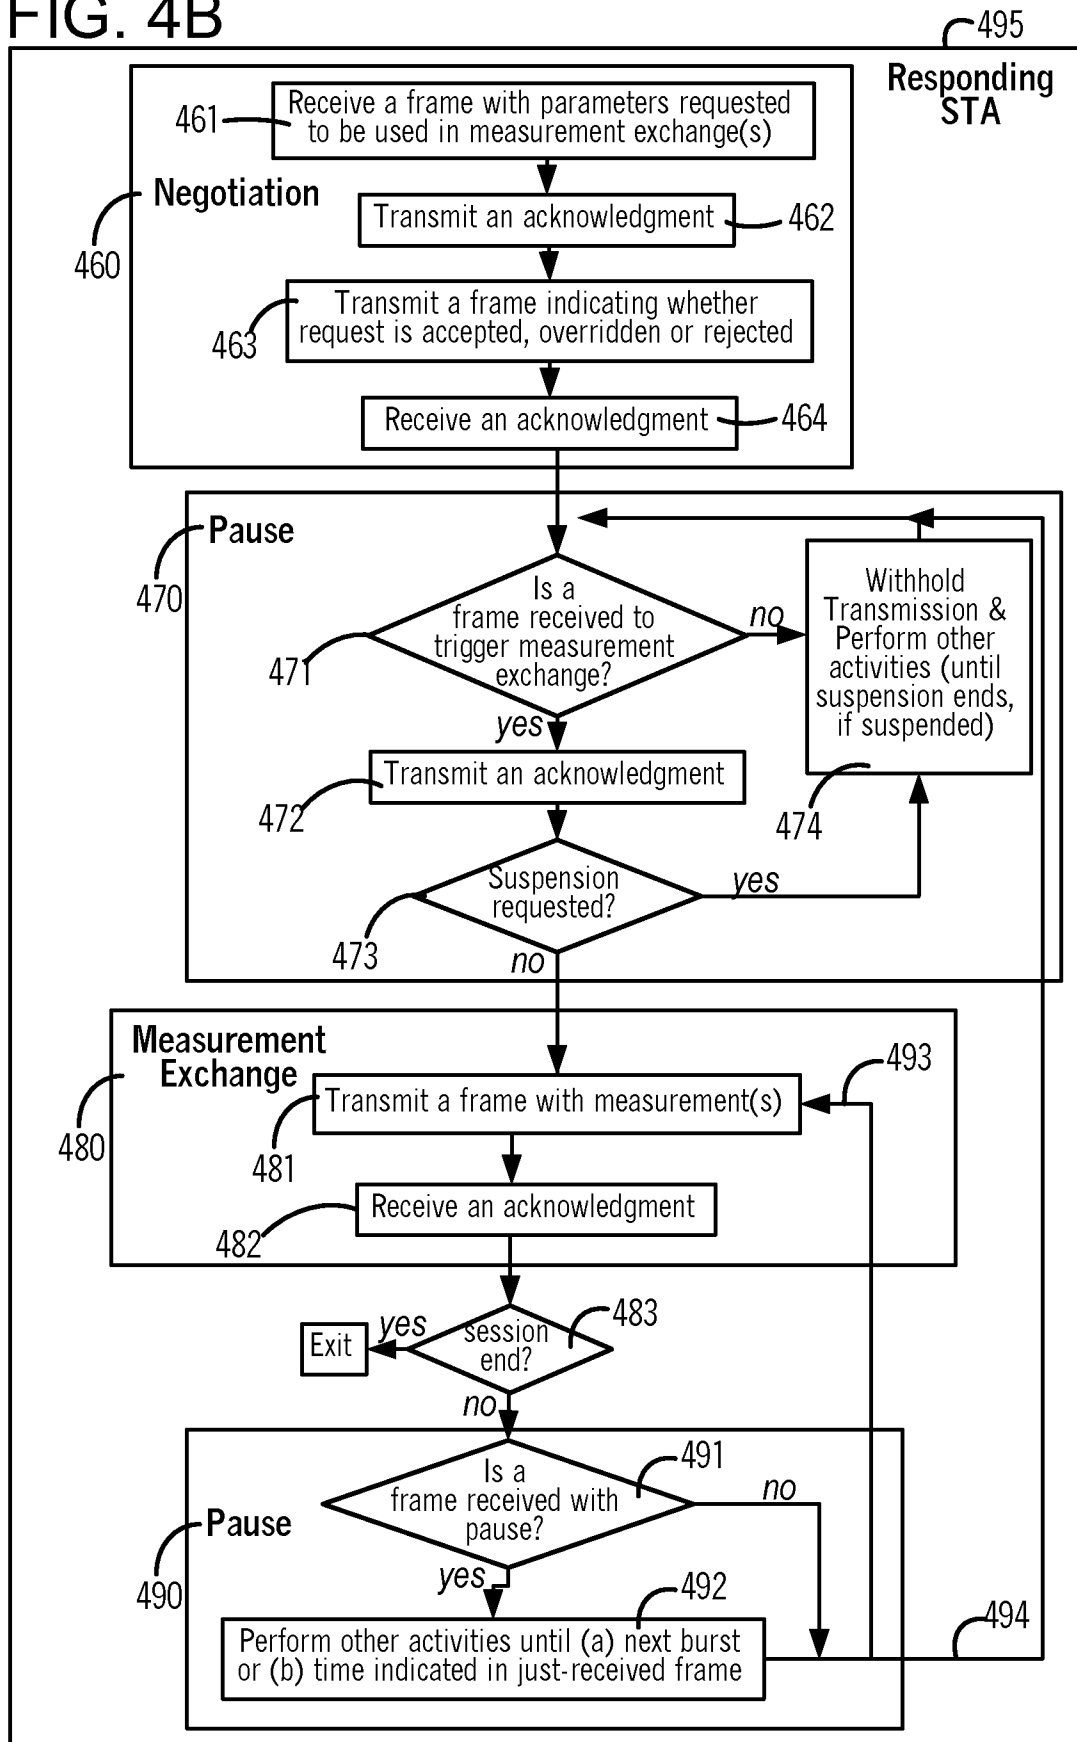 FIG. 4B
495
Responding
STA
Receive a frame with parameters requested
to be used in measurement exchange(s)
461
Negotiation
Transmit an acknowledgment
462
460
Transmit a frame indicating whether
request is accepted, overridden or rejected
463
Receive an acknowledgment
464
Pause
470
Is a
frame received to
trigger measurement
exchange?
no
471
yes
Withhold
Transmission &
Perform other
activities (until
suspension ends,
if suspended)
474
Transmit an acknowledgment
472
Suspension
requested?
yes
473
no
Measurement
Exchange
493
Transmit a frame with measurement(s)
480
481
Receive an acknowledgment
482
483
session
end?
yes
Exit
no
491
Is a
frame received with
pause?
no
Pause
yes
490
492
Perform other activities until (a) next burst
or (b) time indicated in just-received frame
494